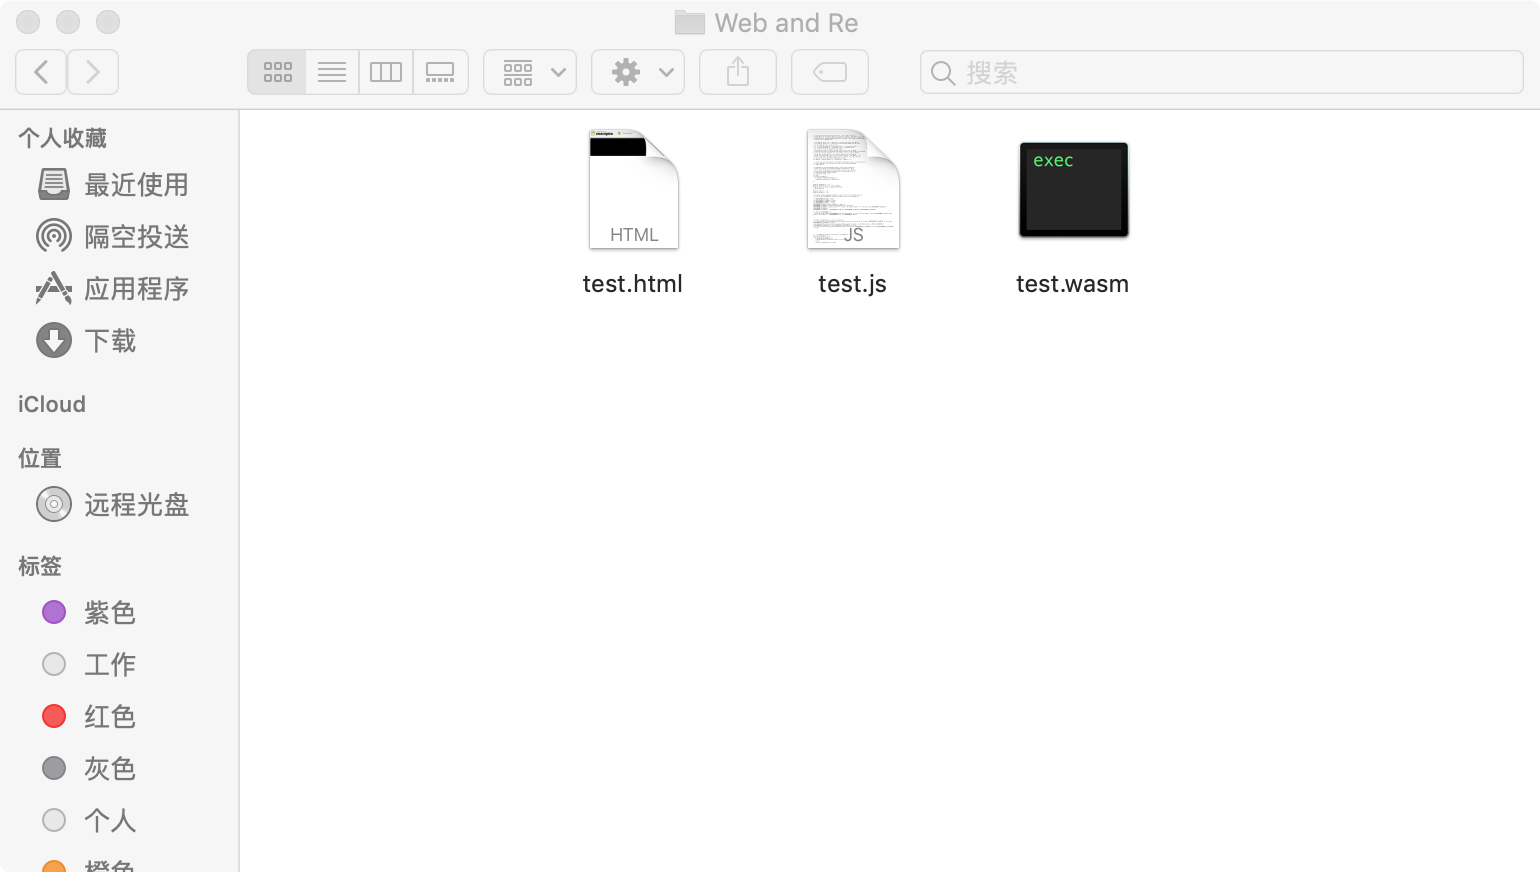 Web and Re
搜索
个人收藏
最近使用
隔空投送
应用程序
下载
iCloud
位置
远程光盘
标签
紫色
工作
红色
灰色
个人
橙色
HTML
test.html
JS
test.js
exec
test.wasm